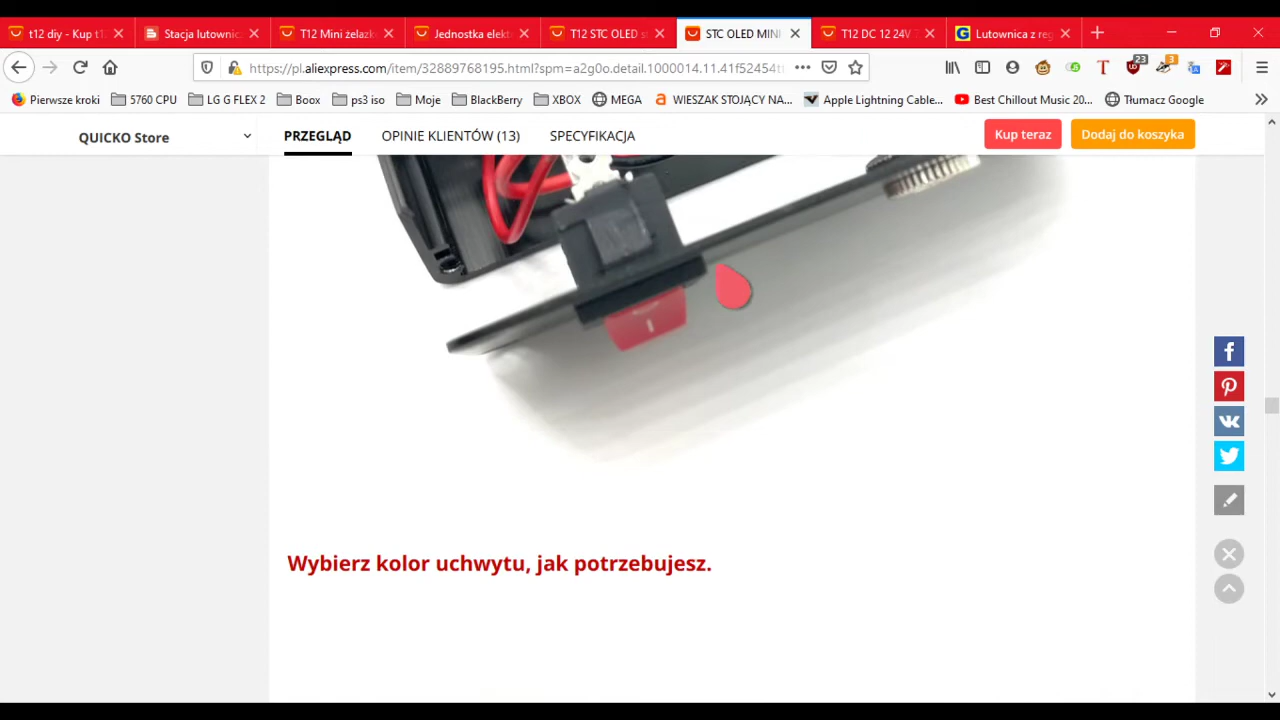 t12 diy - Kup t1
Stacja lutownic
T12 Mini żelazk
Jednostka elekt
T12 STC OLED s
STC OLED MINI
T12 DC 12 24V
Lutownica z reg
https://pl.aliexpress.com/item/32889768195.html?spm=a2g0o.detail.1000014.11.41f52454t
23
3
Pierwsze kroki
5760 CPU
LG G FLEX 2
Boox
ps3 iso
Moje
BlackBerry
XBOX
MEGA
WIESZAK STOJĄCY NA...
Apple Lightning Cable...
Best Chillout Music 20...
Tłumacz Google
QUICKO Store
PRZEGLĄD
OPINIE KLIENTÓW (13)
SPECYFIKACJA
Kup teraz
Dodaj do koszyka
Wybierz kolor uchwytu, jak potrzebujesz.